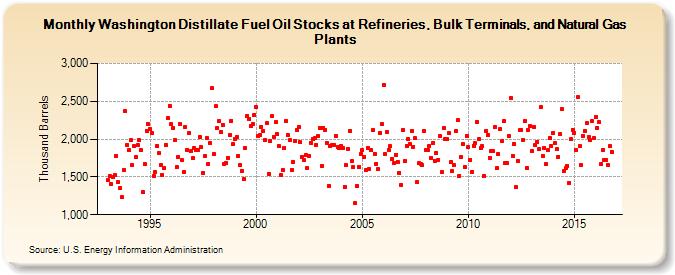 Monthly Washington Distillate Fuel Oil Stocks at Refineries, Bulk Terminals, and Natural Gas
Plants
Thousand Barrels
3,000
2,500
2,000
1,500
1,000
1995
2000
2005
2010
2015
Source: U.S. Energy Information Administration